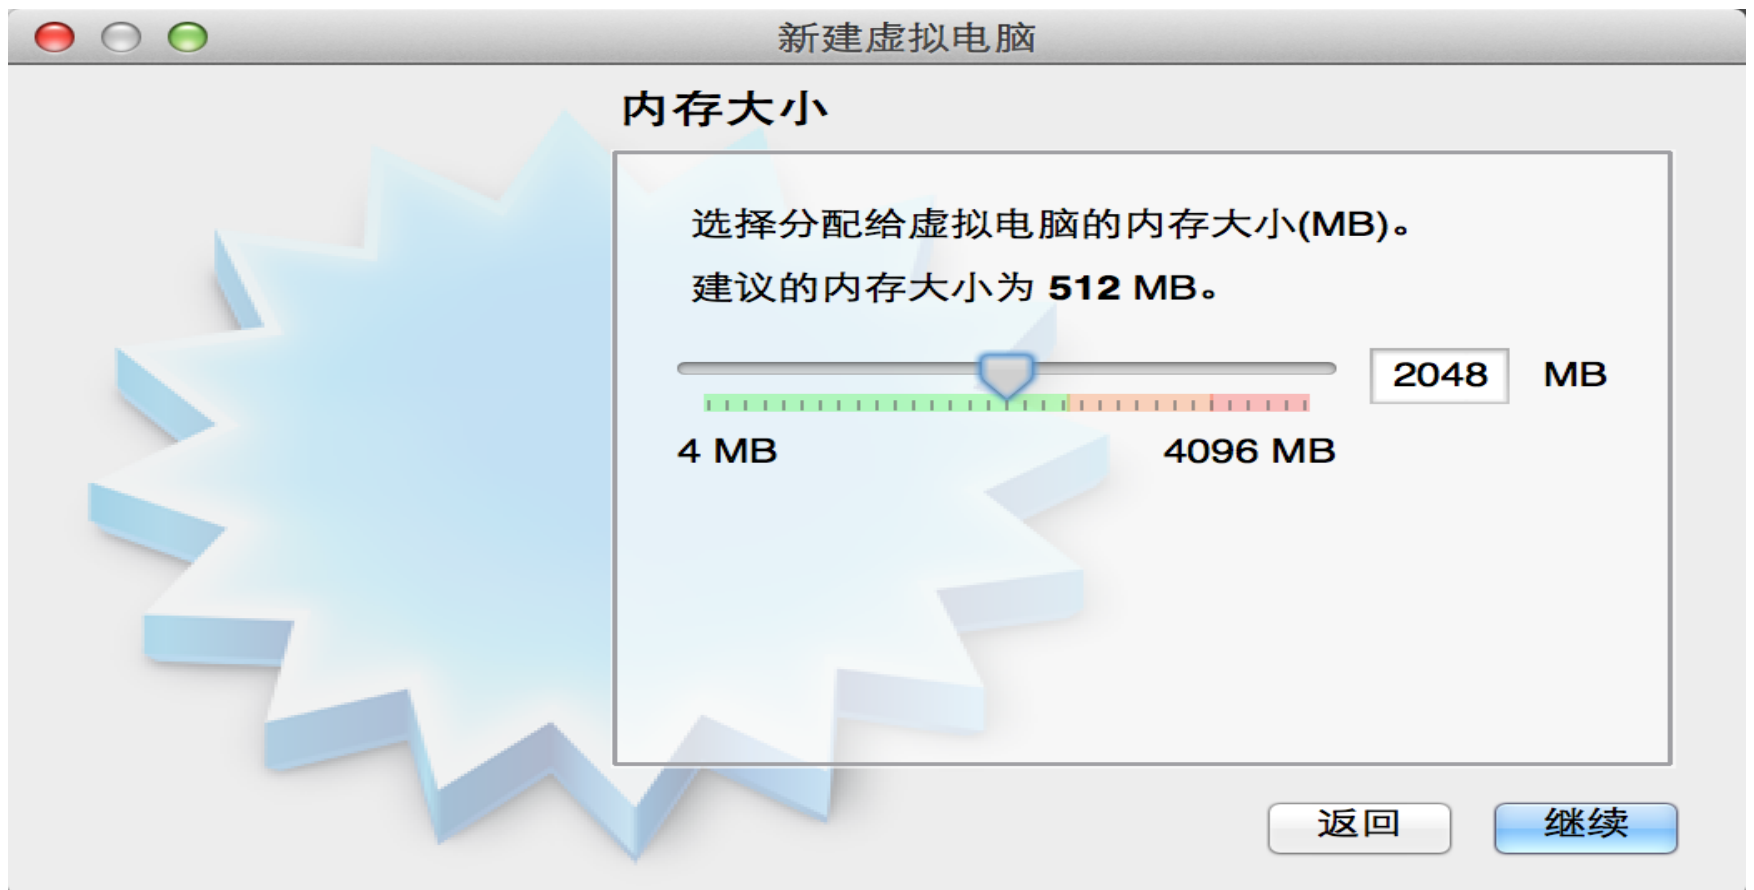 新建虚拟电脑
内存大小
选择分配给虚拟电脑的内存大小(MB)。
建议的内存大小为 512 MB。
2048 MB
4 MB 4096 MB
返回 继续